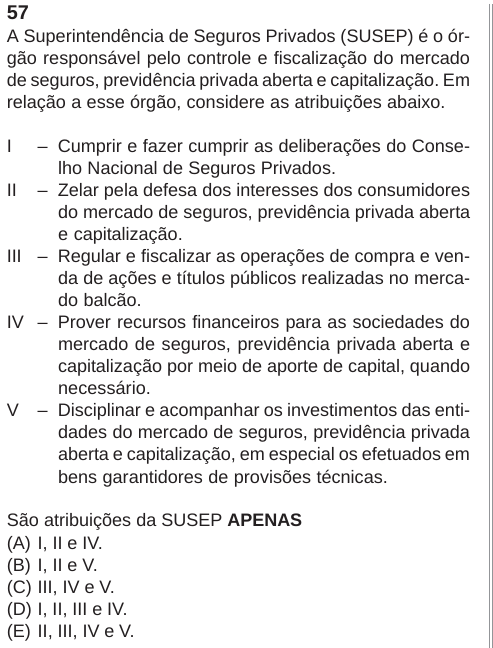 57
A Superintendência de Seguros Privados (SUSEP) é o ór-
gão responsável pelo controle e fiscalização do mercado
de seguros, previdência privada aberta e capitalização. Em
relação a esse órgão, considere as atribuições abaixo.
I – Cumprir e fazer cumprir as deliberações do Conse-
lho Nacional de Seguros Privados.
II – Zelar pela defesa dos interesses dos consumidores
do mercado de seguros, previdência privada aberta
e capitalização.
III – Regular e fiscalizar as operações de compra e ven-
da de ações e títulos públicos realizadas no merca-
do balcão.
IV – Prover recursos financeiros para as sociedades do
mercado de seguros, previdência privada aberta e
capitalização por meio de aporte de capital, quando
necessário.
V – Disciplinar e acompanhar os investimentos das enti-
dades do mercado de seguros, previdência privada
aberta e capitalização, em especial os efetuados em
bens garantidores de provisões técnicas.
São atribuições da SUSEP APENAS
(A) I, II e IV.
(B) I, II e V.
(C) III, IV e V.
(D) I, II, III e IV.
(E) II, III, IV e V.